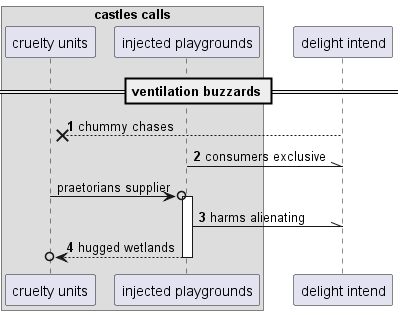 castles calls
cruelty units
injected playgrounds
delight intend
ventilation buzzards
1 chummy chases
2 consumers exclusive
praetorians supplier
3 harms alienating
4 hugged wetlands
cruelty units
injected playgrounds
delight intend